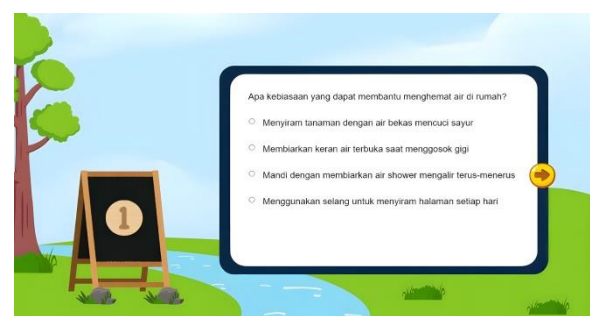 Apa kebiasaan yang dapat membantu menghemat air di rumah?
Menyiram tanaman dengan air bekas mencuci sayur
Membiarkan keran air terbuka saat menggosok gigi
Mandi dengan membiarkan air shower mengalir terus-menerus
Menggunakan selang untuk menyiram halaman setiap hari
1